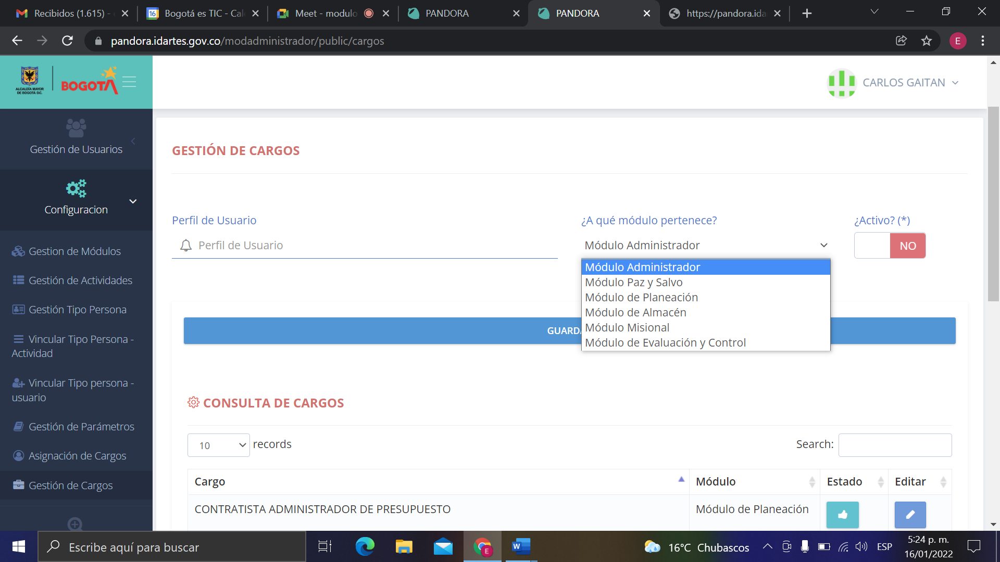 Recibidos (1.615) -
Bogotá es TIC - Cal
Meet - modulo
PANDORA
PANDORA
https://pandora.ida
pandora.idartes.gov.co/modadministrador/public/cargos
E
ALCALDÍA MAYOR
DE BOGOTÁ D.C.
BOGOTÁ
CARLOS GAITAN
Gestión de Usuarios
Configuracion
Gestion de Módulos
Gestión de Actividades
Gestión Tipo Persona
Vincular Tipo Persona -
Actividad
Vincular Tipo persona -
usuario
Gestión de Parámetros
Asignación de Cargos
Gestión de Cargos
GESTIÓN DE CARGOS
Perfil de Usuario
¿A qué módulo pertenece?
¿Activo? (*)
Perfil de Usuario
Módulo Administrador
NO
Módulo Administrador
Módulo Paz y Salvo
Módulo de Planeación
Módulo de Almacén
Módulo Misional
Módulo de Evaluación y Control
GUARDA
CONSULTA DE CARGOS
10 records
Search:
Cargo Módulo Estado Editar
CONTRATISTA ADMINISTRADOR DE PRESUPUESTO Módulo de Planeación
Escribe aquí para buscar
16°C Chubascos
ESP
5:24 p. m.
16/01/2022